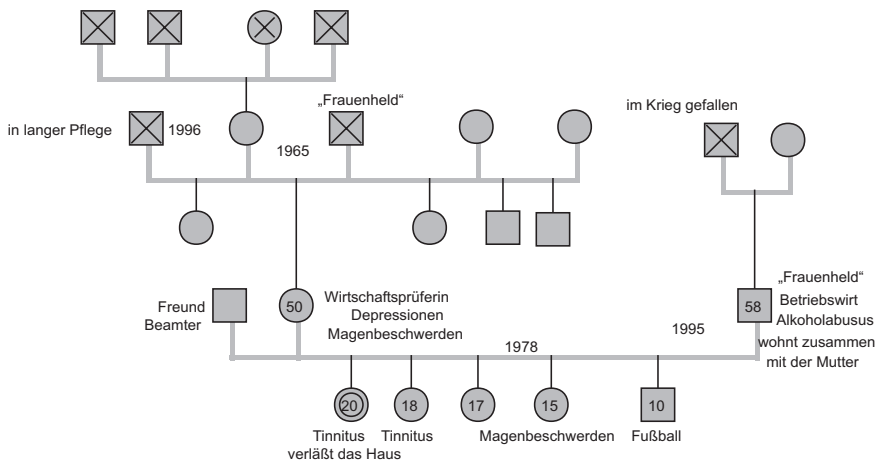 „Frauenheld“
im Krieg gefallen
in langer Pflege
1996
1965
„Frauenheld“
Freund
Beamter
50
Wirtschaftsprüferin
Depressionen
Magenbeschwerden
58
Betriebswirt
Alkoholabusus
wohnt zusammen
mit der Mutter
1995
1978
20
18
17
15
10
Tinnitus
verläßt das Haus
Tinnitus
Magenbeschwerden
Fußball